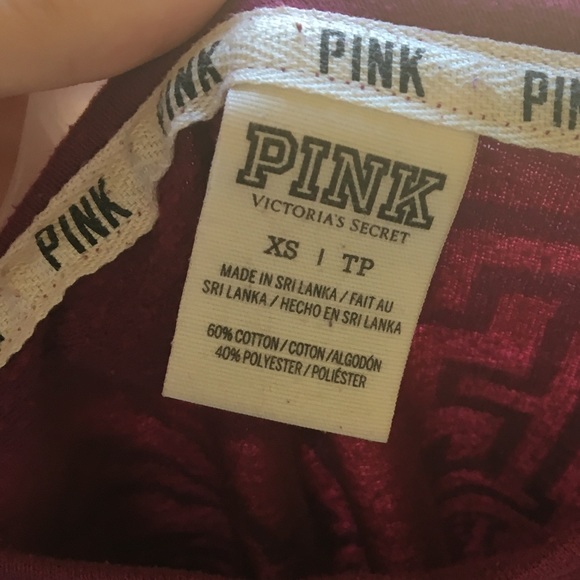 PINK
PINK
PINK
PIN
PINK
VICTORIA'S SECRET
XS | TP
MADE IN SRI LANKA / FAIT AU
SRI LANKA / HECHO EN SRI LANKA
60% COTTON / COTON / ALGODÓN
40% POLYESTER / POLIÉSTER